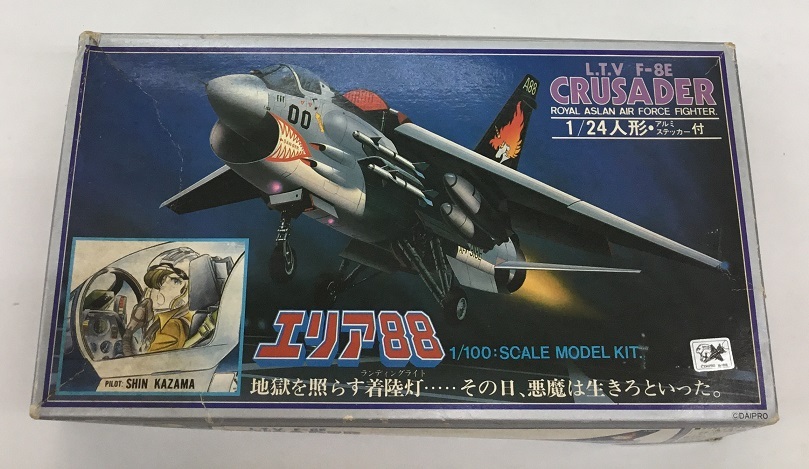 L.T.V F-8E
CRUSADER
ROYAL ASLAN AIR FORCE FIGHTER.
1/24人形・アルミステッカー付
A88
00
エリア88
1/100:SCALE MODEL KIT.
PILOT: SHIN KAZAMA
ランディングライト
地獄を照らす着陸灯‥‥‥その日、悪魔は生きろといった。
©DAIPRO